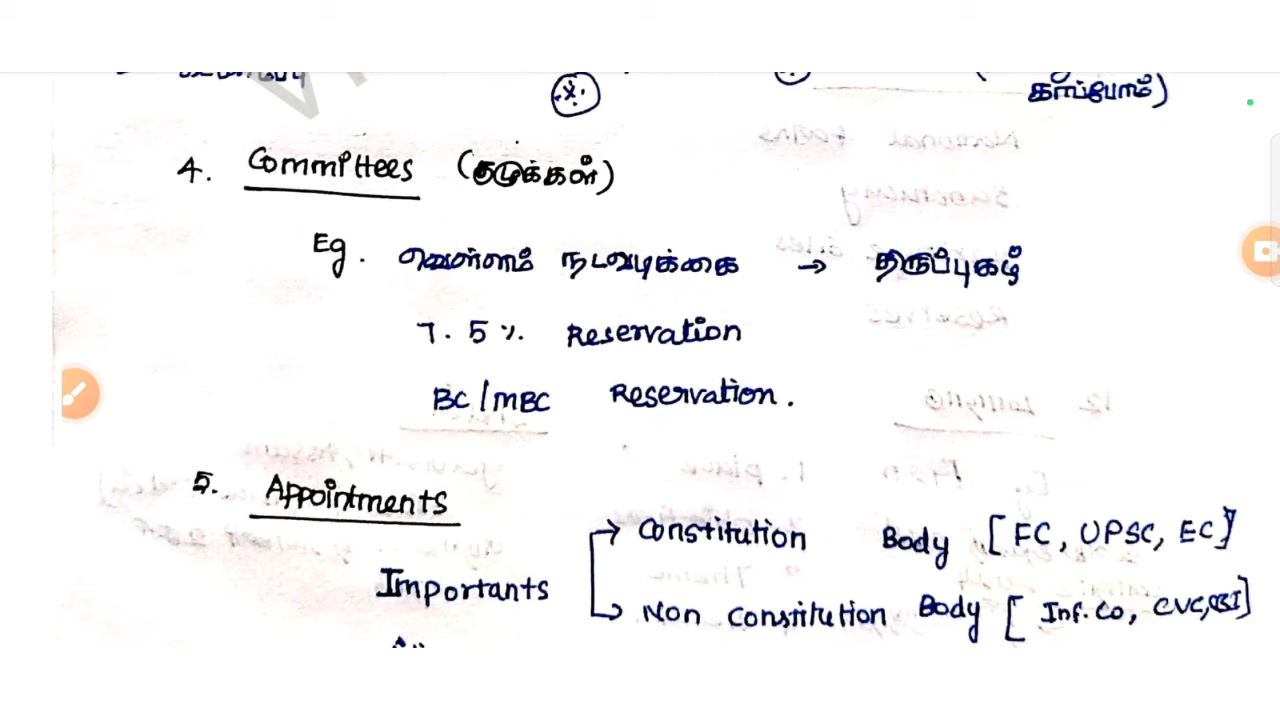 காப்போம்)
4. Committees (குழுக்கள்)
Eg. வெள்ளம் நடவடிக்கை → திருப்புகழ்
7.5% Reservation
BC/MBC Reservation.
5. Appointments
Importants
→ Constitution Body [FC, UPSC, EC]
→ Non Constitution Body [Inf.Co, CVC, CBI]